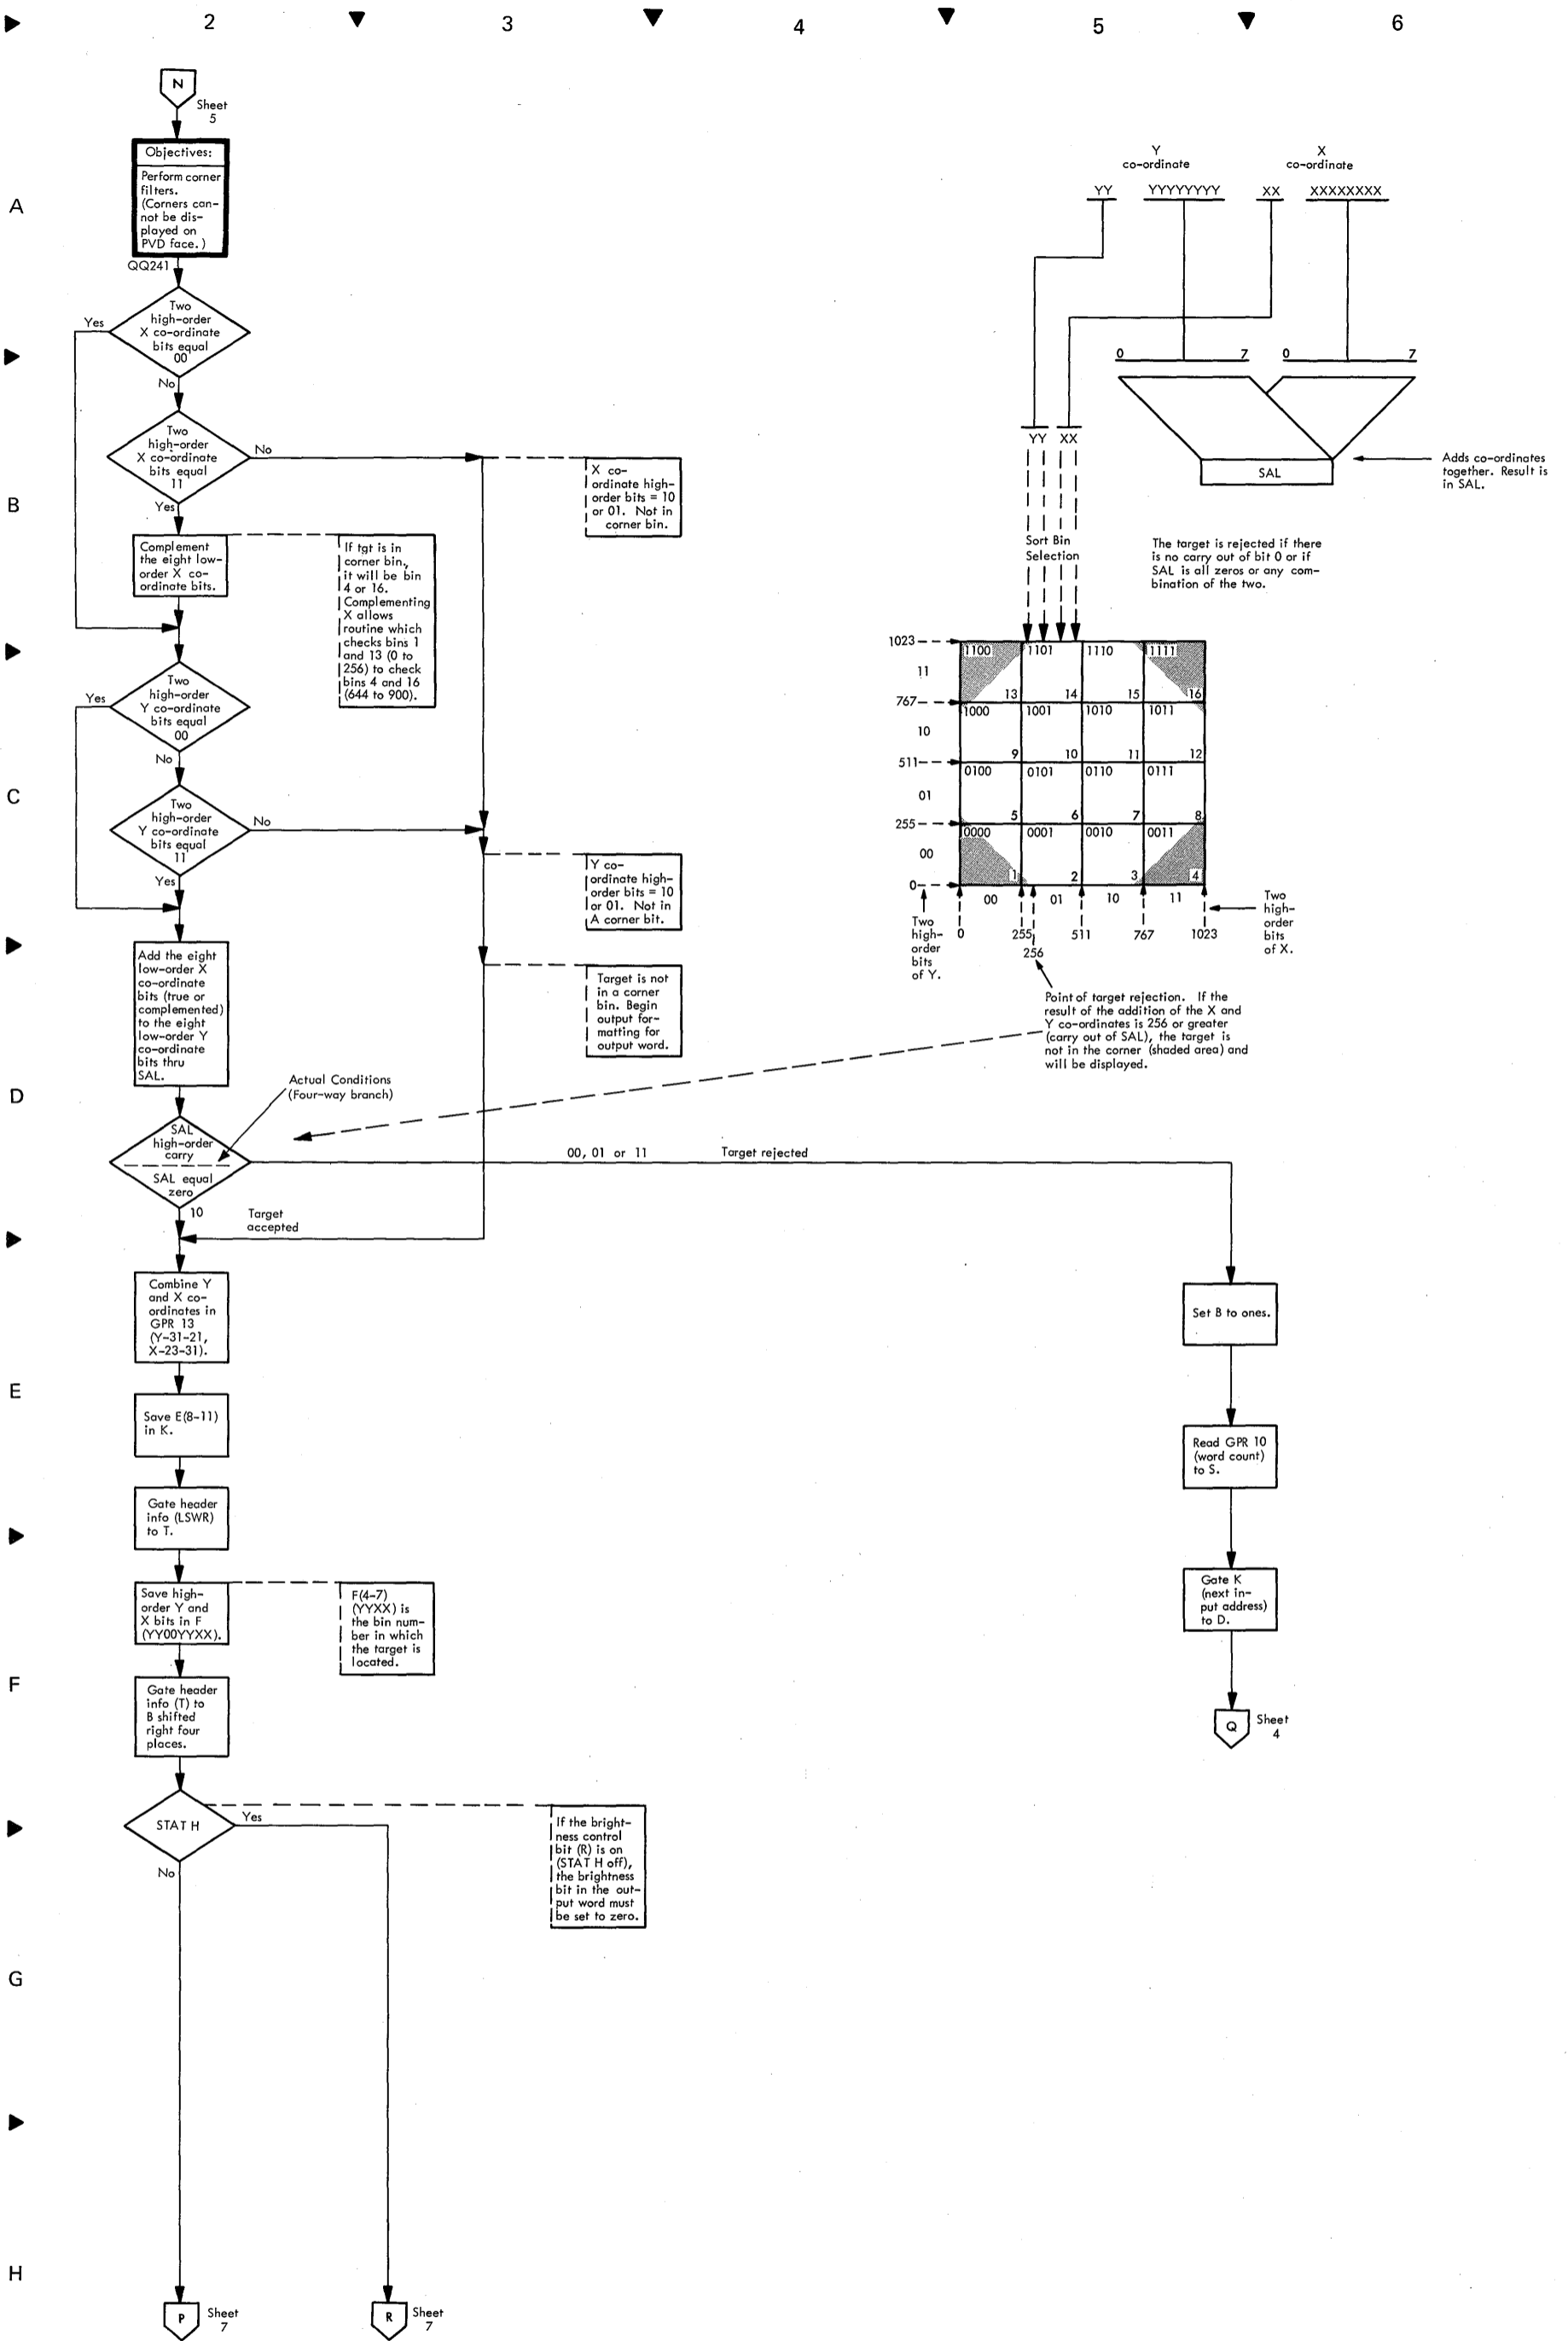 2 3 4 5 6
N
Sheet
5
Objectives:
Perform corner
filters.
(Corners can-
not be dis-
played on
PVD face.)
A
QQ241
Two
high-order
X co-ordinate
bits equal
00
Yes
No
Two
high-order
X co-ordinate
bits equal
11
No
Yes
X co-
ordinate high-
order bits = 10
or 01. Not in
corner bin.
B
Complement
the eight low-
order X co-
ordinate bits.
If tgt is in
corner bin,
it will be bin
4 or 16.
Complementing
X allows
routine which
checks bins 1
and 13 (0 to
256) to check
bins 4 and 16
(644 to 900).
Two
high-order
Y co-ordinate
bits equal
00
Yes
No
C
Two
high-order
Y co-ordinate
bits equal
11
No
Yes
Y co-
ordinate high-
order bits = 10
or 01. Not in
A corner bit.
Add the eight
low-order X
co-ordinate
bits (true or
complemented)
to the eight
low-order Y
co-ordinate
bits thru
SAL.
Target is not
in a corner
bin. Begin
output for-
matting for
output word.
D
Actual Conditions
(Four-way branch)
SAL
high-order
carry
SAL equal
zero
00, 01 or 11 Target rejected
10
Target
accepted
Y
co-ordinate
X
co-ordinate
YY YYYYYYYY XX XXXXXXXX
0 7 0 7
YY XX
SAL
Adds co-ordinates
together. Result is
in SAL.
Sort Bin
Selection
The target is rejected if there
is no carry out of bit 0 or if
SAL is all zeros or any com-
bination of the two.
1023
1100 1101 1110 1111
11
13 14 15 16
767
1000 1001 1010 1011
10
9 10 11 12
511
0100 0101 0110 0111
01
5 6 7 8
255
0000 0001 0010 0011
00
1 2 3 4
0
00 01 10 11
Two
high-
order
bits
of Y.
0 255 511 767 1023
256
Two
high-
order
bits
of X.
Point of target rejection. If the
result of the addition of the X and
Y co-ordinates is 256 or greater
(carry out of SAL), the target is
not in the corner (shaded area) and
will be displayed.
Combine Y
and X co-
ordinates in
GPR 13
(Y-31-21,
X-23-31).
E
Save E(8-11)
in K.
Gate header
info (LSWR)
to T.
Save high-
order Y and
X bits in F
(YY00YYXX).
F(4-7)
(YYXX) is
the bin num-
ber in which
the target is
located.
F
Gate header
info (T) to
B shifted
right four
places.
Set B to ones.
Read GPR 10
(word count)
to S.
Gate K
(next in-
put address)
to D.
Q
Sheet
4
STAT H
Yes
No
If the bright-
ness control
bit (R) is on
(STAT H off),
the brightness
bit in the out-
put word must
be set to zero.
G
H
P
Sheet
7
R
Sheet
7